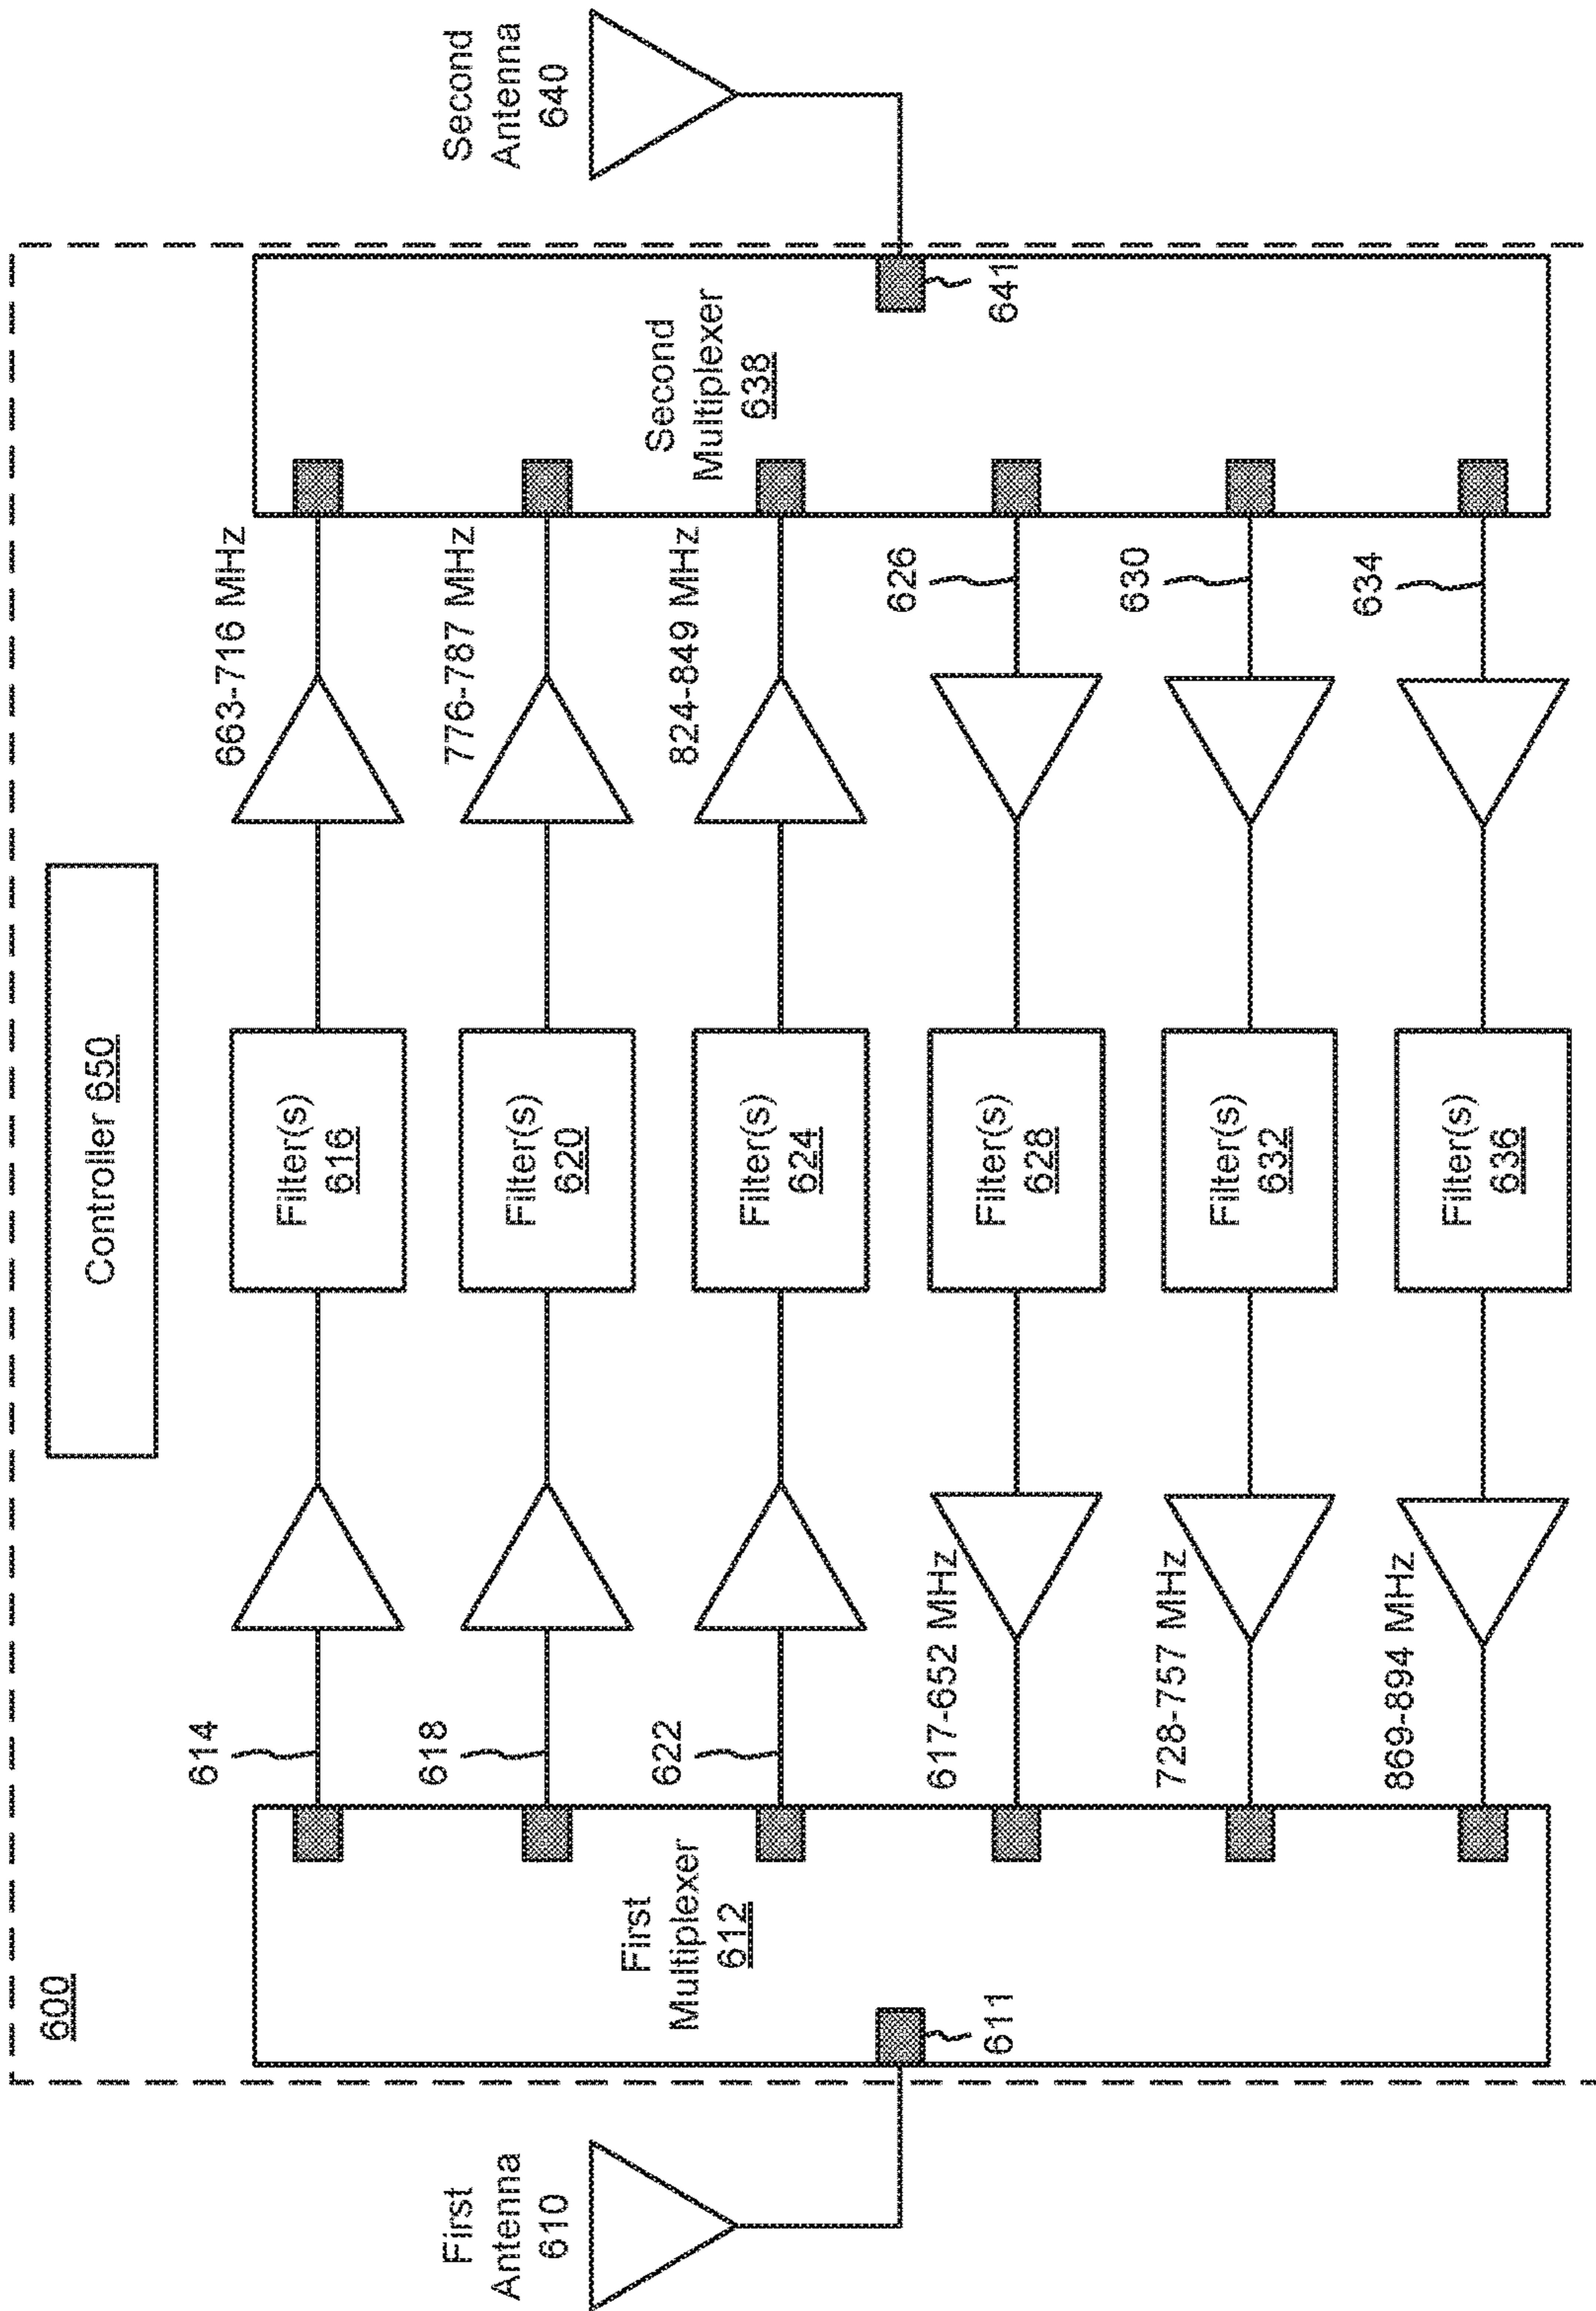 600
Controller 650
First
Antenna
610
611
First
Multiplexer
612
614
Filter(s)
616
663-716 MHz
618
Filter(s)
620
776-787 MHz
622
Filter(s)
624
824-849 MHz
617-652 MHz
Filter(s)
628
626
728-757 MHz
Filter(s)
632
630
869-894 MHz
Filter(s)
636
634
Second
Multiplexer
638
641
Second
Antenna
640